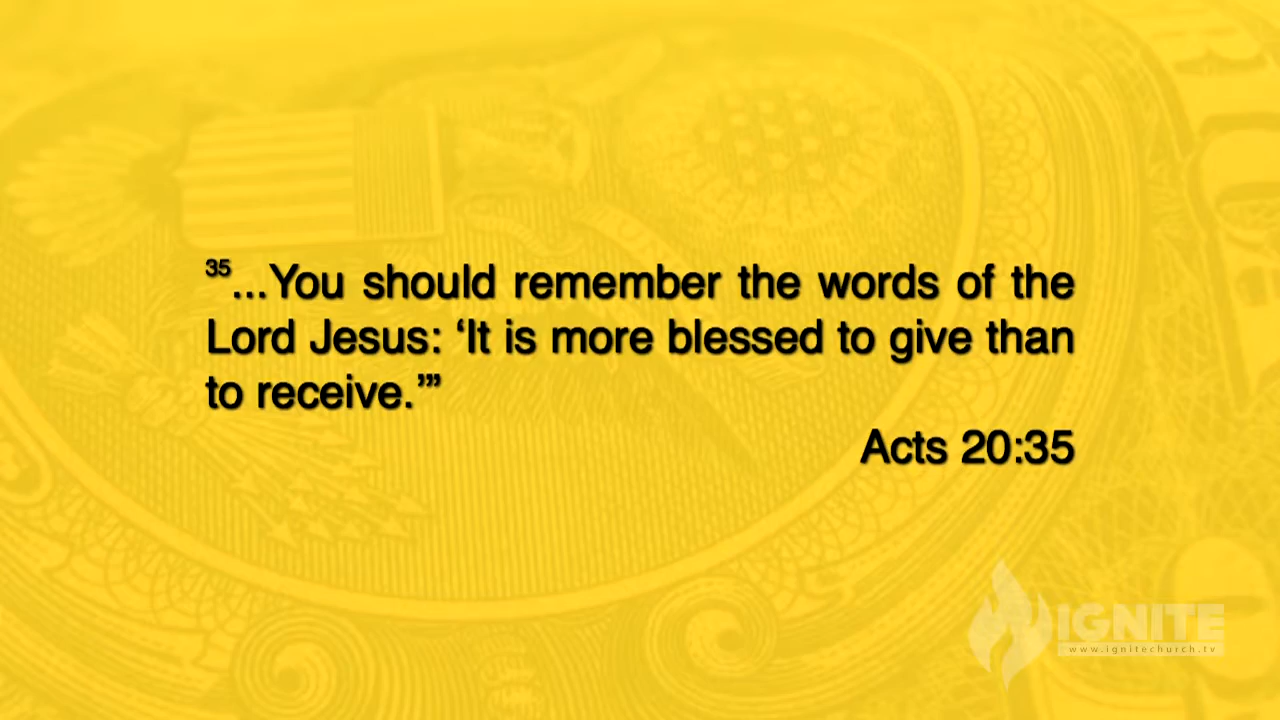 35...You should remember the words of the
Lord Jesus: ‘It is more blessed to give than
to receive.’”
Acts 20:35
IGNITE
www.ignitechurch.tv